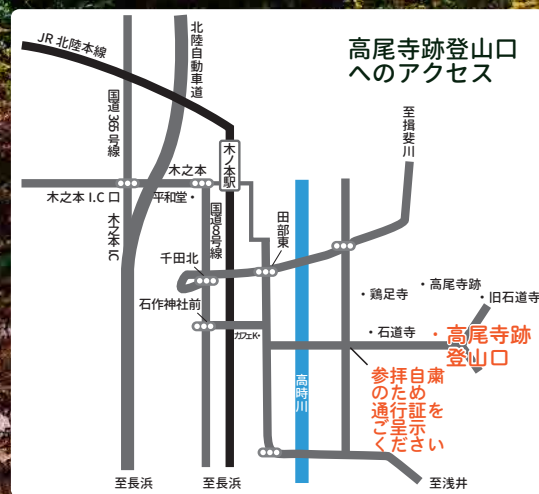 高尾寺跡登山口
へのアクセス
JR 北陸本線
北陸自動車道
国道365号線
至揖斐川
木ノ本駅
木之本
木之本 I.C 口
平和堂・
木之本IC
国道8号線
田部東
千田北
石作神社前
カフェK・
・鶏足寺
・高尾寺跡
・旧石道寺
・石道寺
・高尾寺跡
登山口
高時川
参拝自粛
のため
通行証を
ご呈示
ください
至長浜
至長浜
至浅井